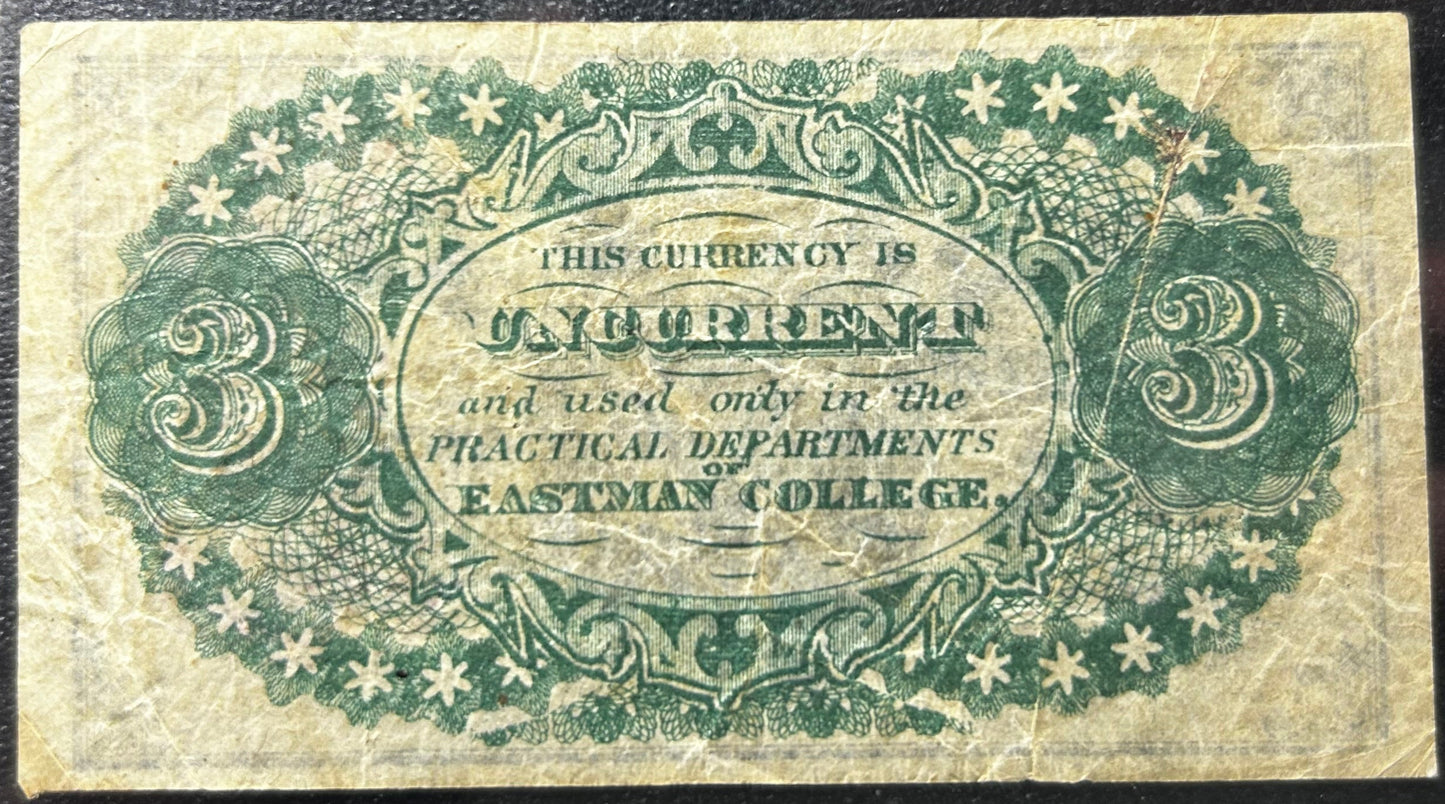 THIS CURRENCY IS
UNCURRENT
3 3
and used only in the
PRACTICAL DEPARTMENTS
OF
EASTMAN COLLEGE.